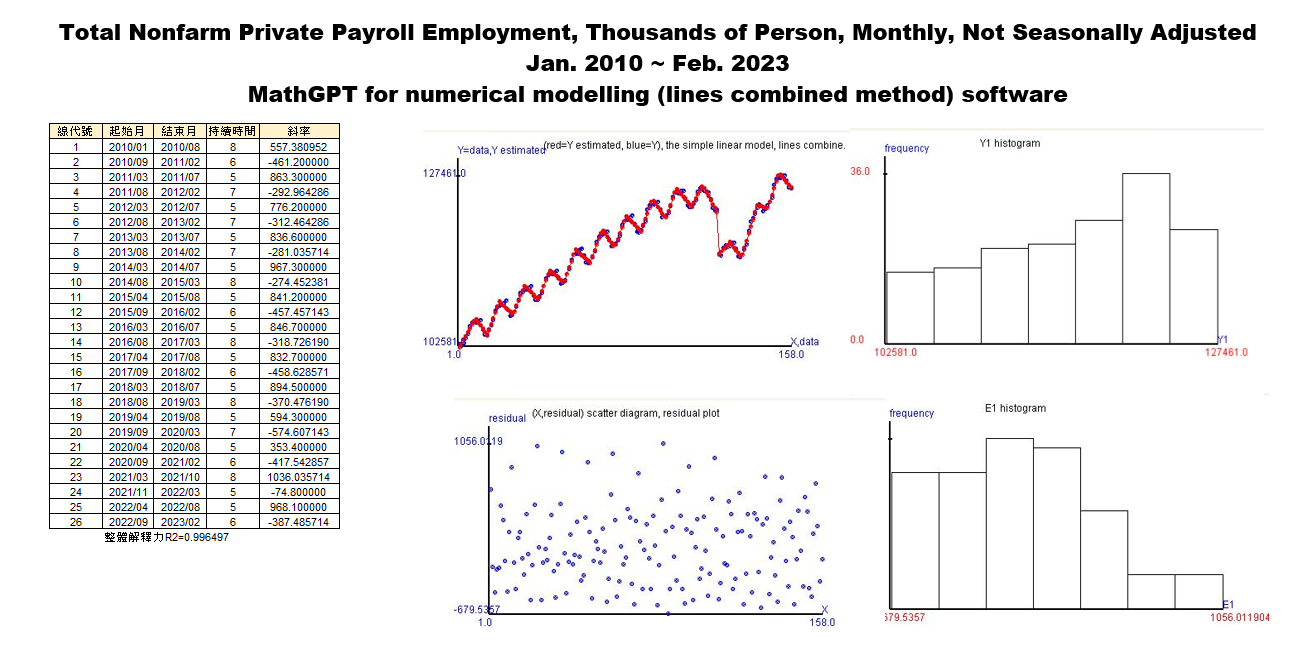 Total Nonfarm Private Payroll Employment, Thousands of Person, Monthly, Not Seasonally Adjusted
Jan. 2010 ~ Feb. 2023
MathGPT for numerical modelling (lines combined method) software
線代號 起始月 結束月 持續時間 斜率
1 2010/01 2010/08 8 557.380952
2 2010/09 2011/02 6 -461.200000
3 2011/03 2011/07 5 863.300000
4 2011/08 2012/02 7 -292.964286
5 2012/03 2012/07 5 776.200000
6 2012/08 2013/02 7 -312.464286
7 2013/03 2013/07 5 836.600000
8 2013/08 2014/02 7 -281.035714
9 2014/03 2014/07 5 967.300000
10 2014/08 2015/03 8 -274.452381
11 2015/04 2015/08 5 841.200000
12 2015/09 2016/02 6 -457.457143
13 2016/03 2016/07 5 846.700000
14 2016/08 2017/03 8 -318.726190
15 2017/04 2017/08 5 832.700000
16 2017/09 2018/02 6 -458.628571
17 2018/03 2018/07 5 894.500000
18 2018/08 2019/03 8 -370.476190
19 2019/04 2019/08 5 594.300000
20 2019/09 2020/03 7 -574.607143
21 2020/04 2020/08 5 353.400000
22 2020/09 2021/02 6 -417.542857
23 2021/03 2021/10 8 1036.035714
24 2021/11 2022/03 5 -74.800000
25 2022/04 2022/08 5 968.100000
26 2022/09 2023/02 6 -387.485714
整體解釋力R2=0.996497
Y=data,Y estimated (red=Y estimated, blue=Y), the simple linear model, lines combine.
127461.0
102581
X,data
1.0 158.0
Y1 histogram
frequency
36.0
0.0
Y1
102581.0 127461.0
(X,residual) scatter diagram, residual plot
residual
1056.0119
-679.5357
X
1.0 158.0
E1 histogram
frequency
E1
679.5357 1056.011904